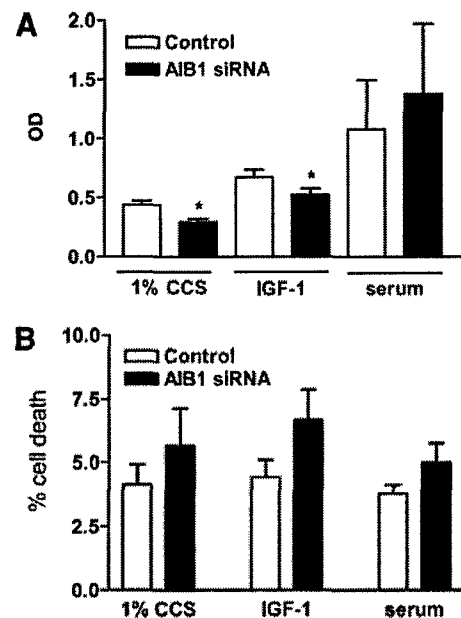 A
2.0
1.5
1.0
0.5
0.0
OD
Control
AIB1 siRNA
*
*
1% CCS
IGF-1
serum
B
10.0
7.5
5.0
2.5
0.0
% cell death
Control
AIB1 siRNA
1% CCS
IGF-1
serum